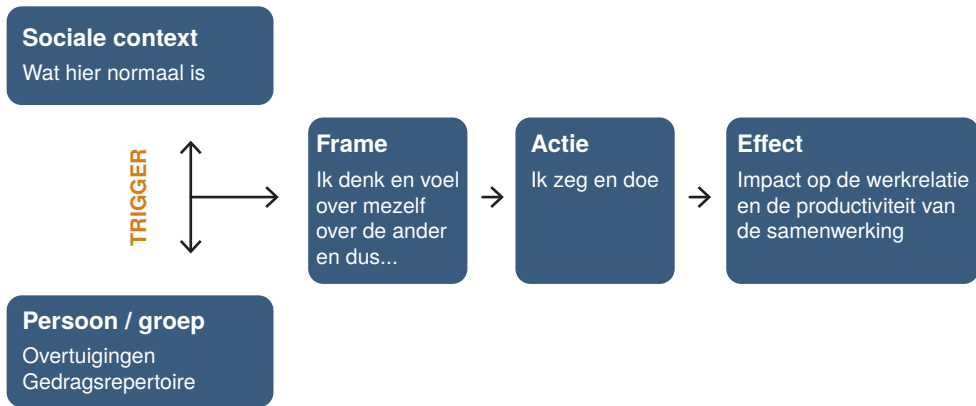 Sociale context
Wat hier normaal is
TRIGGER
Frame
Ik denk en voel
over mezelf
over de ander
en dus...
Actie
Ik zeg en doe
Effect
Impact op de werkrelatie
en de productiviteit van
de samenwerking
Persoon / groep
Overtuigingen
Gedragsrepertoire